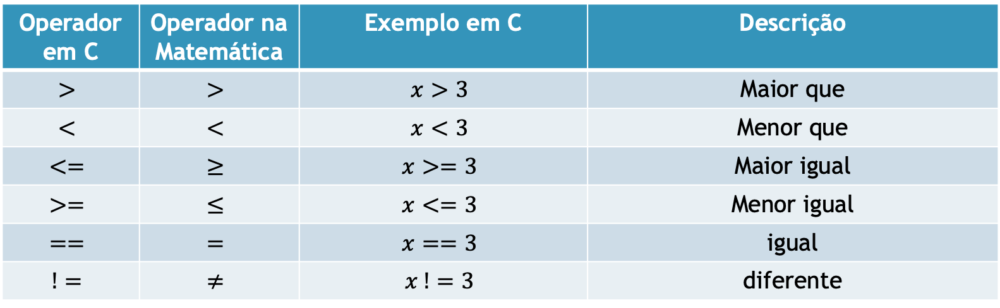 Operador em C | Operador na Matemática | Exemplo em C | Descrição
> | > | x > 3 | Maior que
< | < | x < 3 | Menor que
<= | ≥ | x >= 3 | Maior igual
>= | ≤ | x <= 3 | Menor igual
== | = | x == 3 | igual
! = | ≠ | x ! = 3 | diferente